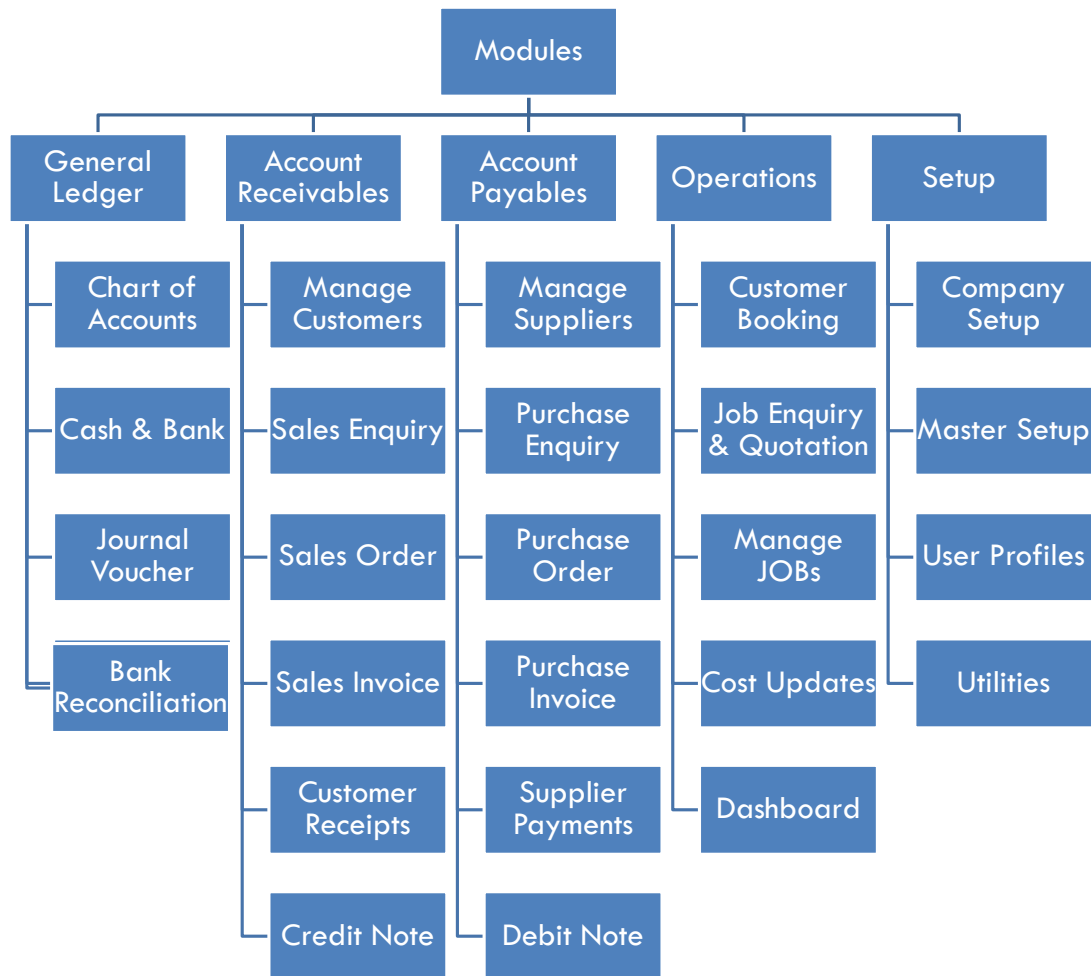 Modules
General
Ledger
Account
Receivables
Account
Payables
Operations
Setup
Chart of
Accounts
Manage
Customers
Manage
Suppliers
Customer
Booking
Company
Setup
Cash & Bank
Sales Enquiry
Purchase
Enquiry
Job Enquiry
& Quotation
Master Setup
Journal
Voucher
Sales Order
Purchase
Order
Manage
JOBs
User Profiles
Bank
Reconciliation
Sales Invoice
Purchase
Invoice
Cost Updates
Utilities
Customer
Receipts
Supplier
Payments
Dashboard
Credit Note
Debit Note